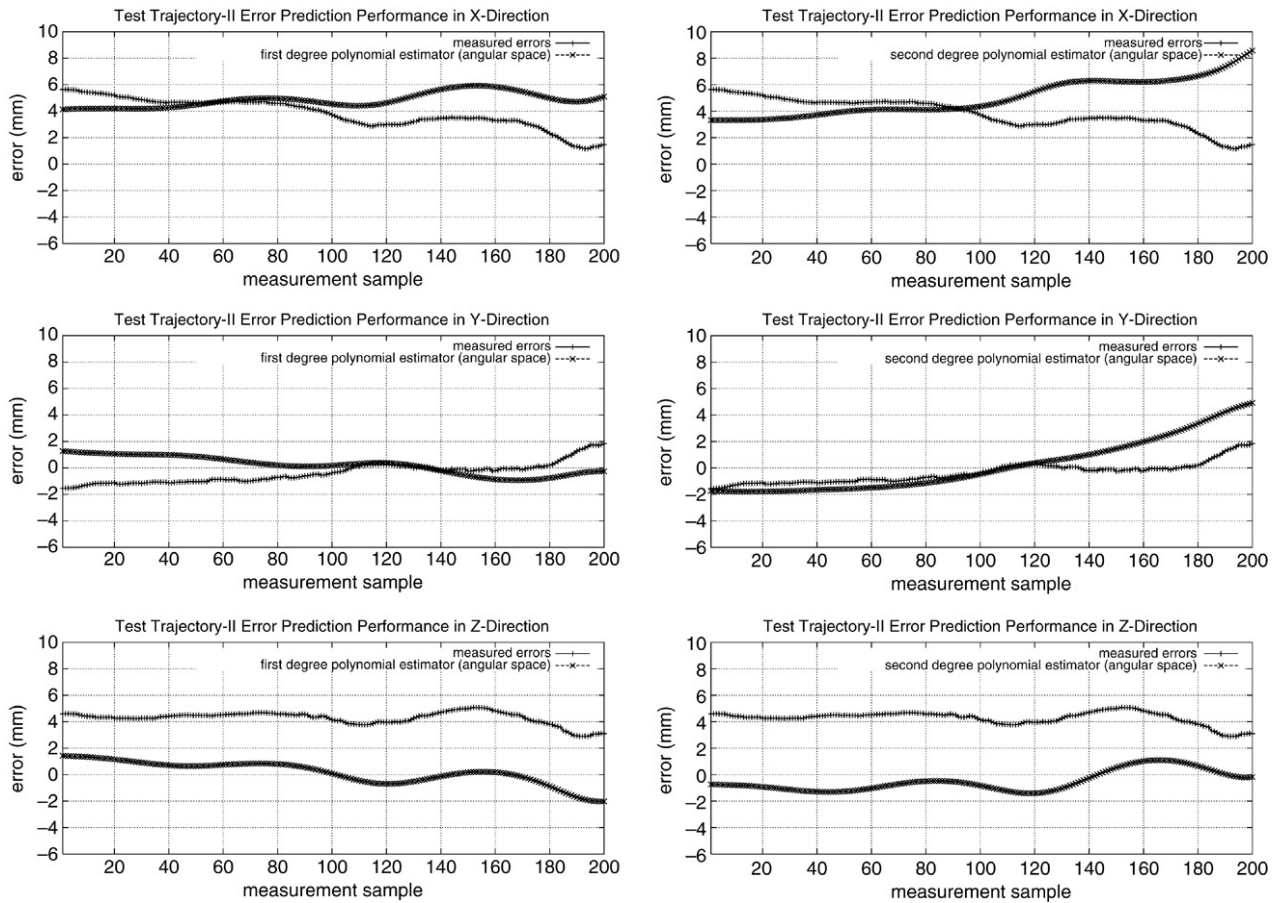 Test Trajectory-II Error Prediction Performance in X-Direction
measured errors
first degree polynomial estimator (angular space)
error (mm)
10
8
6
4
2
0
–2
–4
–6
20 40 60 80 100 120 140 160 180 200
measurement sample
Test Trajectory-II Error Prediction Performance in X-Direction
measured errors
second degree polynomial estimator (angular space)
error (mm)
10
8
6
4
2
0
–2
–4
–6
20 40 60 80 100 120 140 160 180 200
measurement sample
Test Trajectory-II Error Prediction Performance in Y-Direction
measured errors
first degree polynomial estimator (angular space)
error (mm)
10
8
6
4
2
0
–2
–4
–6
20 40 60 80 100 120 140 160 180 200
measurement sample
Test Trajectory-II Error Prediction Performance in Y-Direction
measured errors
second degree polynomial estimator (angular space)
error (mm)
10
8
6
4
2
0
–2
–4
–6
20 40 60 80 100 120 140 160 180 200
measurement sample
Test Trajectory-II Error Prediction Performance in Z-Direction
measured errors
first degree polynomial estimator (angular space)
error (mm)
10
8
6
4
2
0
–2
–4
–6
20 40 60 80 100 120 140 160 180 200
measurement sample
Test Trajectory-II Error Prediction Performance in Z-Direction
measured errors
second degree polynomial estimator (angular space)
error (mm)
10
8
6
4
2
0
–2
–4
–6
20 40 60 80 100 120 140 160 180 200
measurement sample